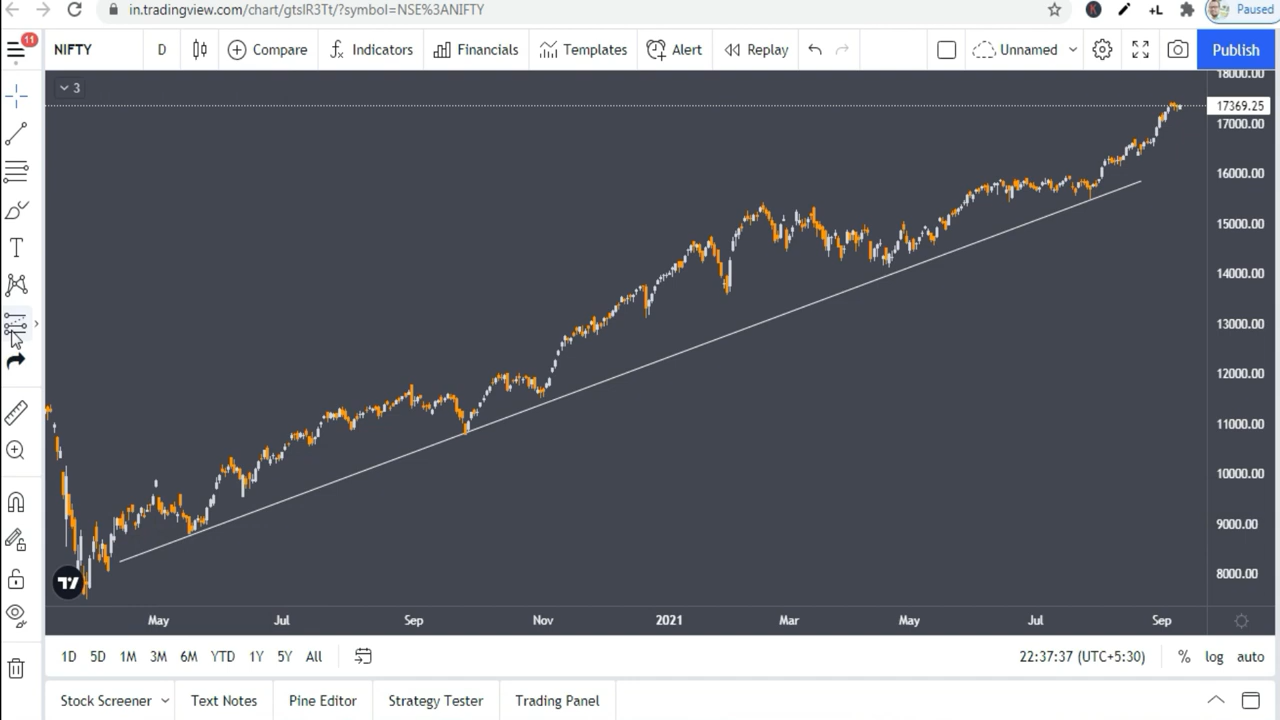 in.tradingview.com/chart/gtslR3Tt/?symbol=NSE%3ANIFTY
Paused
11
NIFTY D Compare Indicators Financials Templates Alert Replay Unnamed Publish
3
18000.00
17369.25
17000.00
16000.00
15000.00
14000.00
13000.00
12000.00
11000.00
10000.00
9000.00
8000.00
T
K
+L
May Jul Sep Nov 2021 Mar May Jul Sep
1D 5D 1M 3M 6M YTD 1Y 5Y All 22:37:37 (UTC+5:30) % log auto
Stock Screener Text Notes Pine Editor Strategy Tester Trading Panel